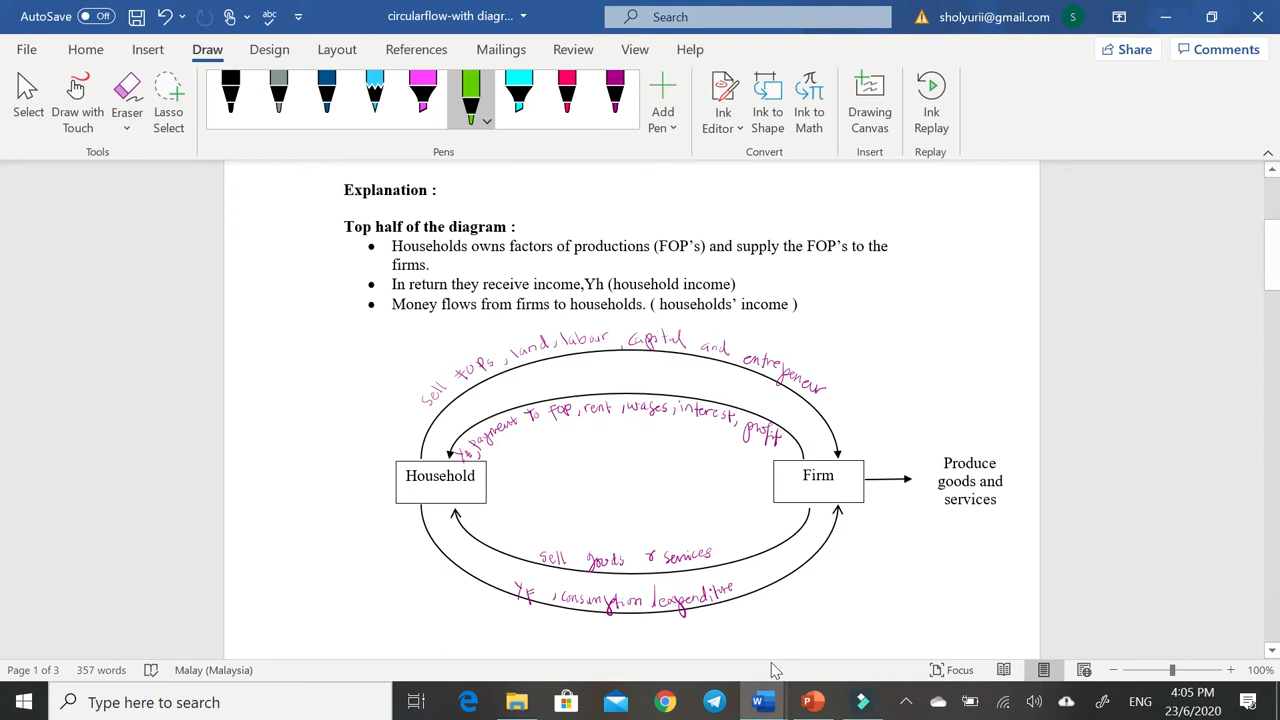 AutoSave Off circularflow-with diagr... Search sholyurii@gmail.com S
File Home Insert Draw Design Layout References Mailings Review View Help Share Comments
Select Draw with Touch Eraser Lasso Select Add Pen Ink Editor Ink to Shape Ink to Math Drawing Canvas Ink Replay
Tools Pens Convert Insert Replay
Explanation :
Top half of the diagram :
• Households owns factors of productions (FOP's) and supply the FOP's to the
firms.
• In return they receive income,Yh (household income)
• Money flows from firms to households. ( households' income )
Sell FOPs, land, labour, capital and entrepeneur
payment to FOP, rent, wages, interest, profit
Household
Firm
Produce
goods and
services
Sell goods & services
YF, consumption expenditure
Page 1 of 3 357 words Malay (Malaysia) Focus 100%
Type here to search ENG 4:05 PM
23/6/2020